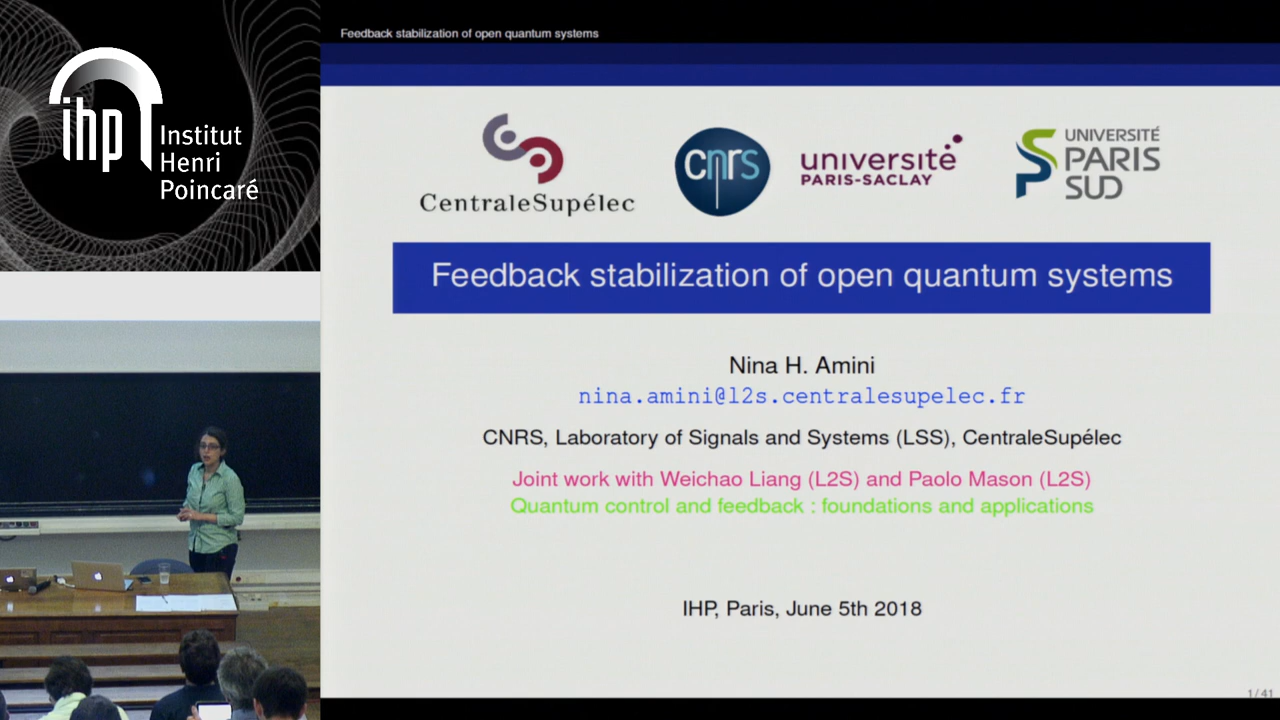 ihp
Institut
Henri
Poincaré
Feedback stabilization of open quantum systems
CentraleSupélec
cnrs
université
PARIS-SACLAY
UNIVERSITÉ
PARIS
SUD
Feedback stabilization of open quantum systems
Nina H. Amini
nina.amini@l2s.centralesupelec.fr
CNRS, Laboratory of Signals and Systems (LSS), CentraleSupélec
Joint work with Weichao Liang (L2S) and Paolo Mason (L2S)
Quantum control and feedback : foundations and applications
IHP, Paris, June 5th 2018
1 / 41